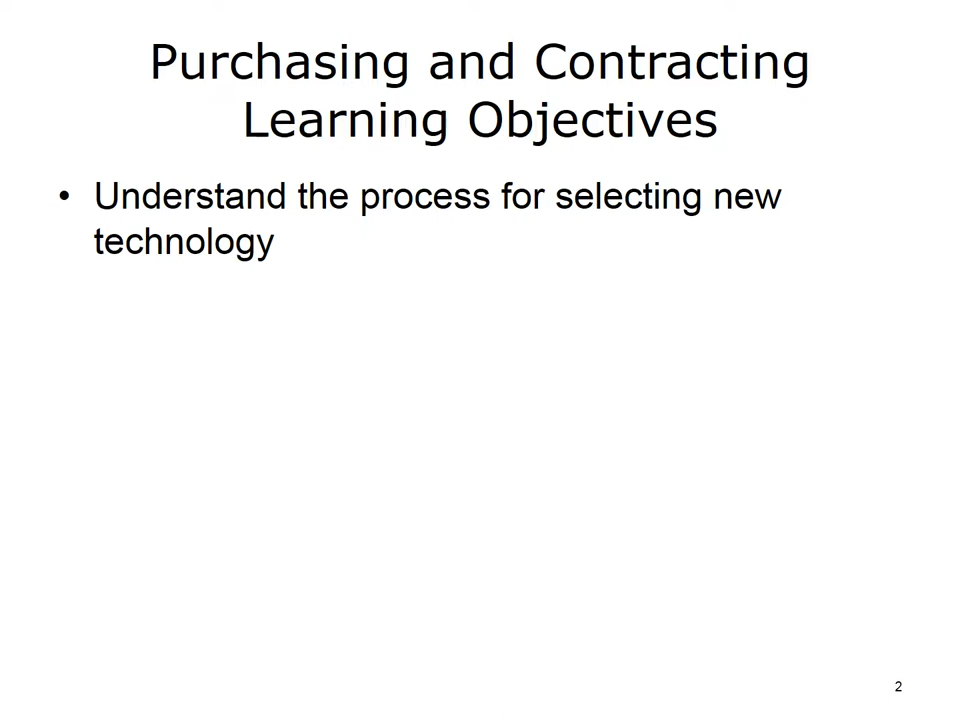 Purchasing and Contracting
Learning Objectives
• Understand the process for selecting new
technology
2